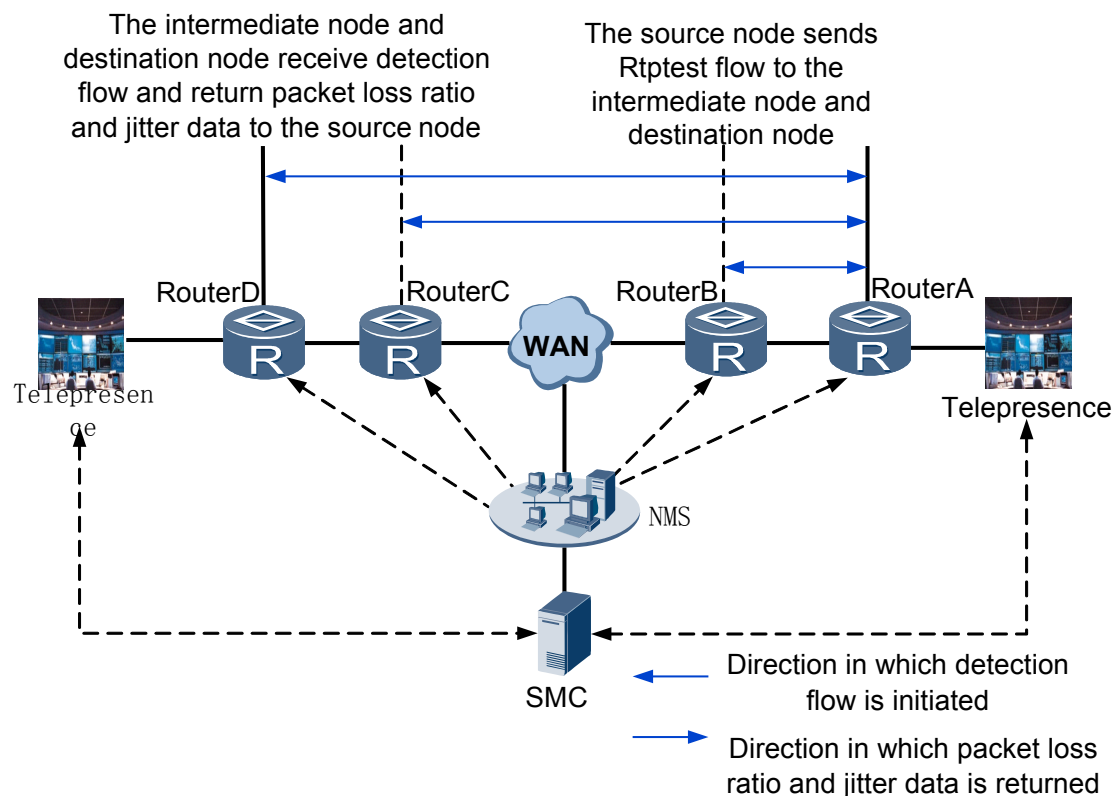 The intermediate node and
destination node receive detection
flow and return packet loss ratio
and jitter data to the source node
The source node sends
Rtptest flow to the
intermediate node and
destination node
RouterD
RouterC
RouterB
RouterA
R
R
WAN
R
R
Telepresen
ce
Telepresence
NMS
SMC
Direction in which detection
flow is initiated
Direction in which packet loss
ratio and jitter data is returned